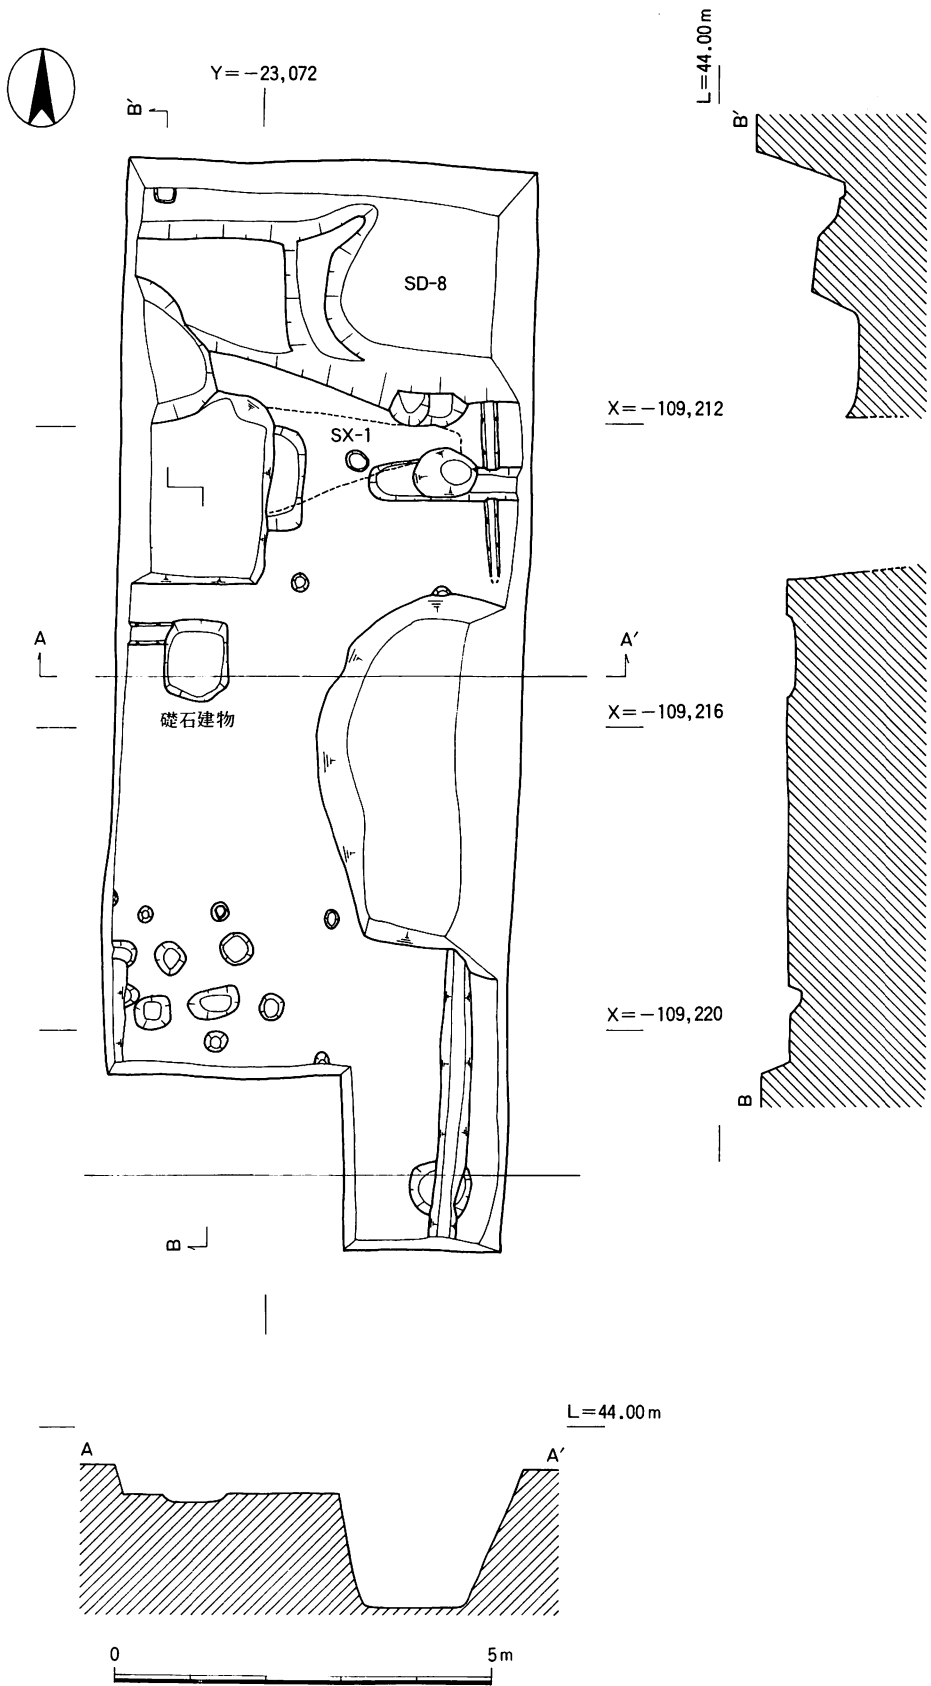 L=44.00m
Y=-23,072
B′
B′
SD-8
X=-109,212
SX-1
A
A′
X=-109,216
礎石建物
X=-109,220
B
B
L=44.00m
A
A′
0
5m